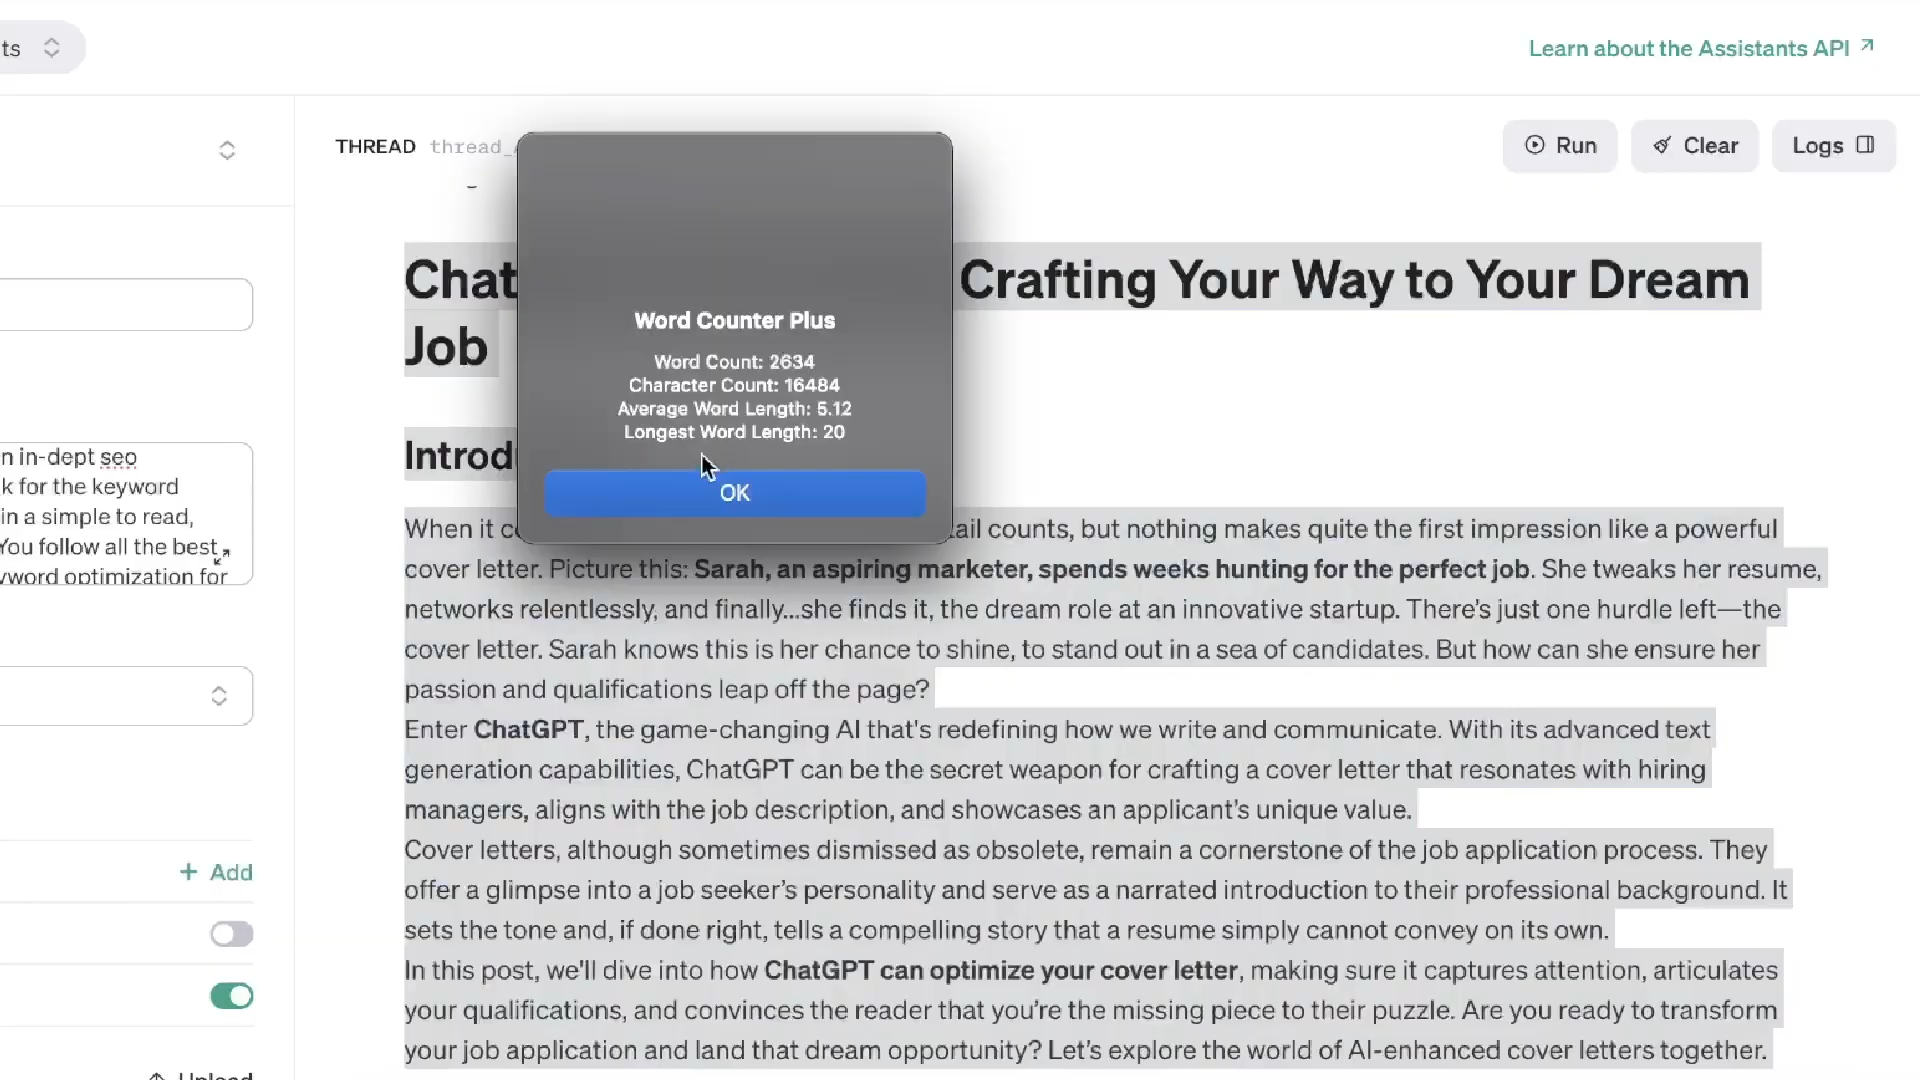 ts
Learn about the Assistants API
THREAD thread_
Run
Clear
Logs
Chat
Crafting Your Way to Your Dream
Job
Word Counter Plus
Word Count: 2634
Character Count: 16484
Average Word Length: 5.12
Longest Word Length: 20
OK
Introd
n in-dept seo
k for the keyword
in a simple to read,
You follow all the best
yword optimization for
When it c
tail counts, but nothing makes quite the first impression like a powerful
cover letter. Picture this: Sarah, an aspiring marketer, spends weeks hunting for the perfect job. She tweaks her resume,
networks relentlessly, and finally...she finds it, the dream role at an innovative startup. There's just one hurdle left—the
cover letter. Sarah knows this is her chance to shine, to stand out in a sea of candidates. But how can she ensure her
passion and qualifications leap off the page?
Enter ChatGPT, the game-changing AI that's redefining how we write and communicate. With its advanced text
generation capabilities, ChatGPT can be the secret weapon for crafting a cover letter that resonates with hiring
managers, aligns with the job description, and showcases an applicant's unique value.
Cover letters, although sometimes dismissed as obsolete, remain a cornerstone of the job application process. They
offer a glimpse into a job seeker's personality and serve as a narrated introduction to their professional background. It
sets the tone and, if done right, tells a compelling story that a resume simply cannot convey on its own.
In this post, we'll dive into how ChatGPT can optimize your cover letter, making sure it captures attention, articulates
your qualifications, and convinces the reader that you're the missing piece to their puzzle. Are you ready to transform
your job application and land that dream opportunity? Let's explore the world of AI-enhanced cover letters together.
+ Add
Upload